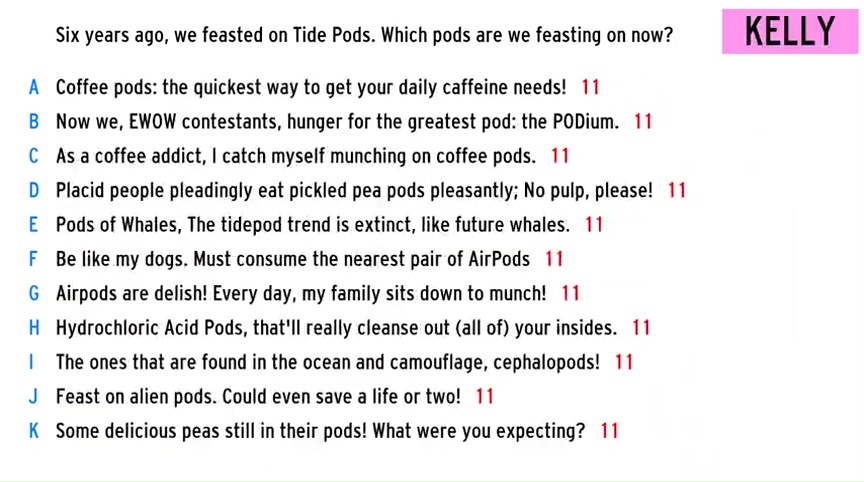 Six years ago, we feasted on Tide Pods. Which pods are we feasting on now?
KELLY
A Coffee pods: the quickest way to get your daily caffeine needs! 11
B Now we, EWOW contestants, hunger for the greatest pod: the PODium. 11
C As a coffee addict, I catch myself munching on coffee pods. 11
D Placid people pleadingly eat pickled pea pods pleasantly; No pulp, please! 11
E Pods of Whales, The tidepod trend is extinct, like future whales. 11
F Be like my dogs. Must consume the nearest pair of AirPods 11
G Airpods are delish! Every day, my family sits down to munch! 11
H Hydrochloric Acid Pods, that'll really cleanse out (all of) your insides. 11
I The ones that are found in the ocean and camouflage, cephalopods! 11
J Feast on alien pods. Could even save a life or two! 11
K Some delicious peas still in their pods! What were you expecting? 11